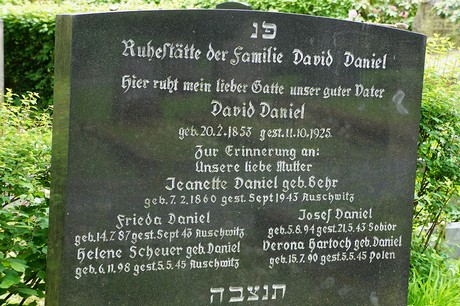 פנ
Ruhestätte der Familie David Daniel
Hier ruht mein lieber Gatte unser guter Vater
David Daniel
geb. 20.2.1853 gest. 11.10.1925.
Zur Erinnerung an:
Unsere liebe Mutter
Jeanette Daniel geb. Sehr
geb. 7.2.1860 gest. Sept 1943 Auschwitz
Frieda Daniel
geb. 14.7.87 gest. Sept 43 Auschwitz
Helene Scheuer geb. Daniel
geb. 6.11.98 gest. 5.5.45 Auschwitz
Josef Daniel
geb. 5.6.94 gest. 21.5.43 Sobior
Verona Hartoch geb. Daniel
geb. 15.7.90 gest. 5.5.45 Polen
תנצבה